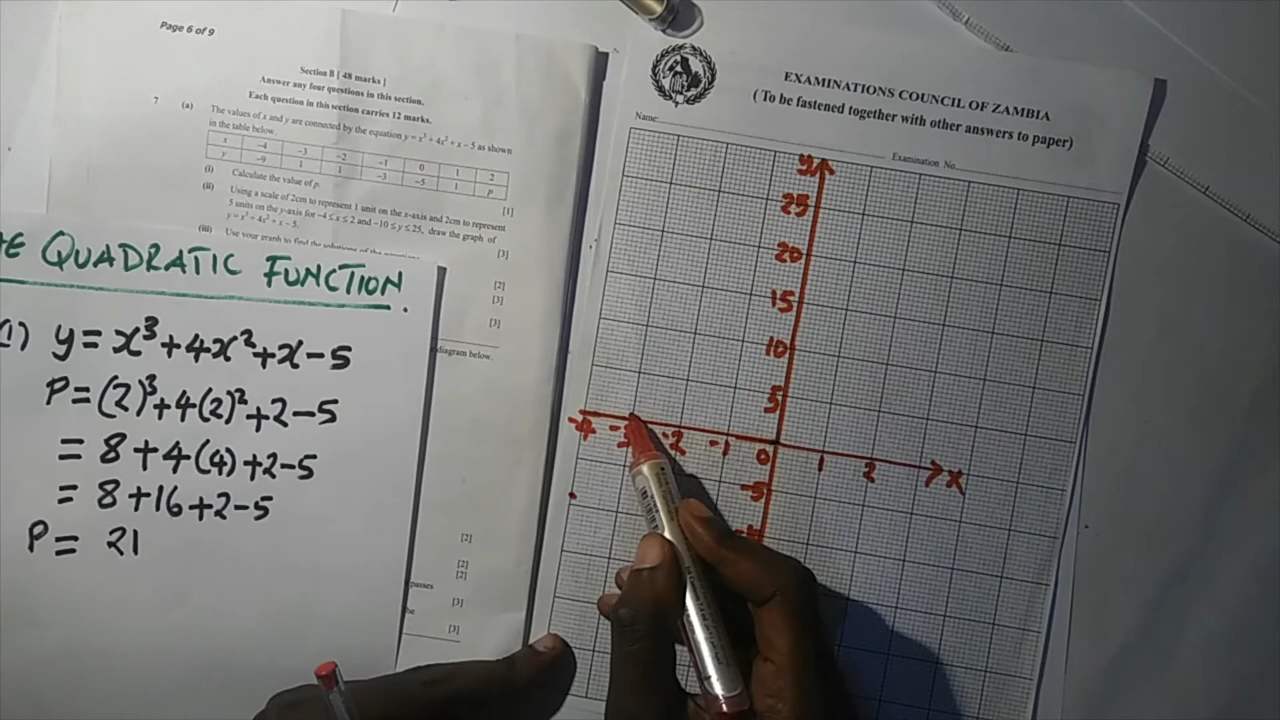 Page 6 of 9
Section B [ 48 marks ]
Answer any four questions in this section.
Each question in this section carries 12 marks.
7 (a) The values of x and y are connected by the equation y = x³ + 4x² + x − 5 as shown
in the table below.
x −4 −3 −2 −1 0 1 2
y −9 1 1 −3 −5 1 p
(i) Calculate the value of p. [1]
(ii) Using a scale of 2cm to represent 1 unit on the x-axis and 2cm to represent
5 units on the y-axis for −4 ≤ x ≤ 2 and −10 ≤ y ≤ 25, draw the graph of
y = x³ + 4x² + x − 5. [3]
(iii) Use your graph to find the solutions of the
[2]
[3]
[3]
diagram below.
[2]
[2]
[2]
passes
[3]
he
[3]
E QUADRATIC FUNCTION.
1) y = x³ + 4x² + x − 5
P = (2)³ + 4(2)² + 2 − 5
= 8 + 4(4) + 2 − 5
= 8 + 16 + 2 − 5
P = 21
EXAMINATIONS COUNCIL OF ZAMBIA
( To be fastened together with other answers to paper)
Name:
Examination No.
y
25
20
15
10
5
-4 -3 -2 -1 0 1 2 x
-5